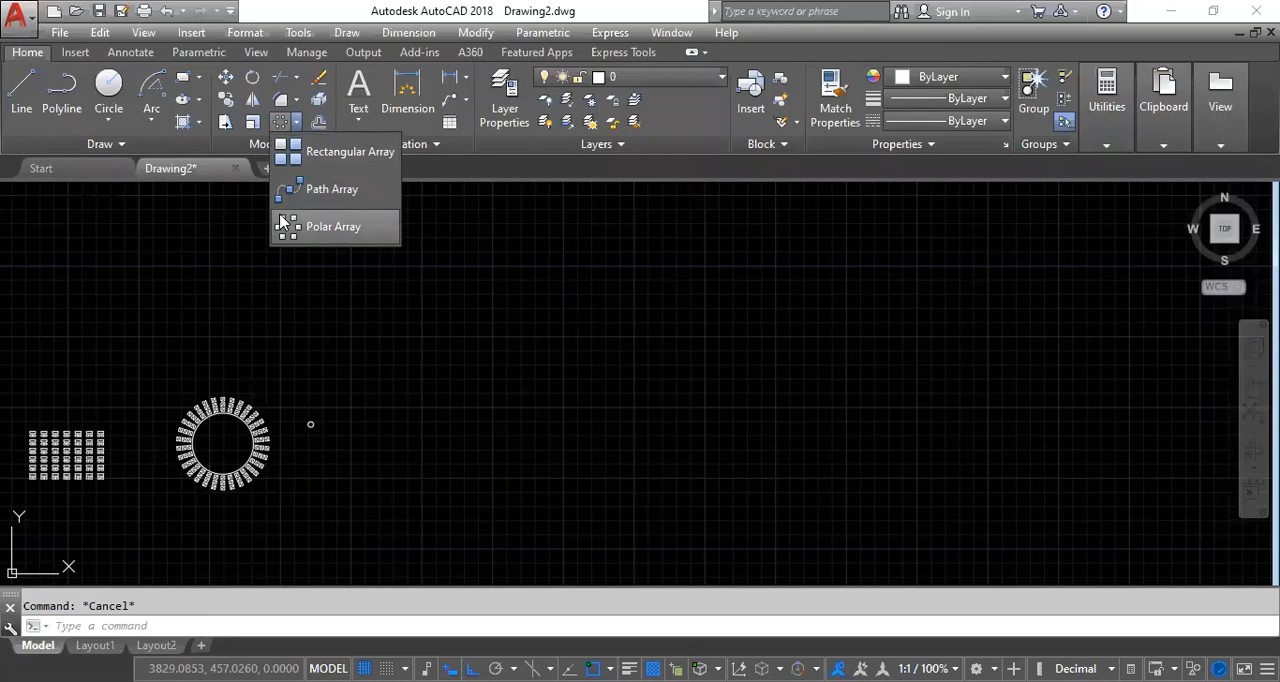 Autodesk AutoCAD 2018 Drawing2.dwg
Type a keyword or phrase
Sign In
File Edit View Insert Format Tools Draw Dimension Modify Parametric Express Window Help
Home Insert Annotate Parametric View Manage Output Add-ins A360 Featured Apps Express Tools
Line Polyline Circle Arc
Text Dimension
Layer Properties
0
Insert
Match Properties
ByLayer
ByLayer
ByLayer
Group
Utilities
Clipboard
View
Draw
Layers
Block
Properties
Groups
Start
Drawing2*
Rectangular Array
Path Array
Polar Array
N
W TOP E
S
WCS
Y
X
Command: *Cancel*
Type a command
Model Layout1 Layout2 +
3829.0853, 457.0260, 0.0000 MODEL 1:1 / 100% Decimal